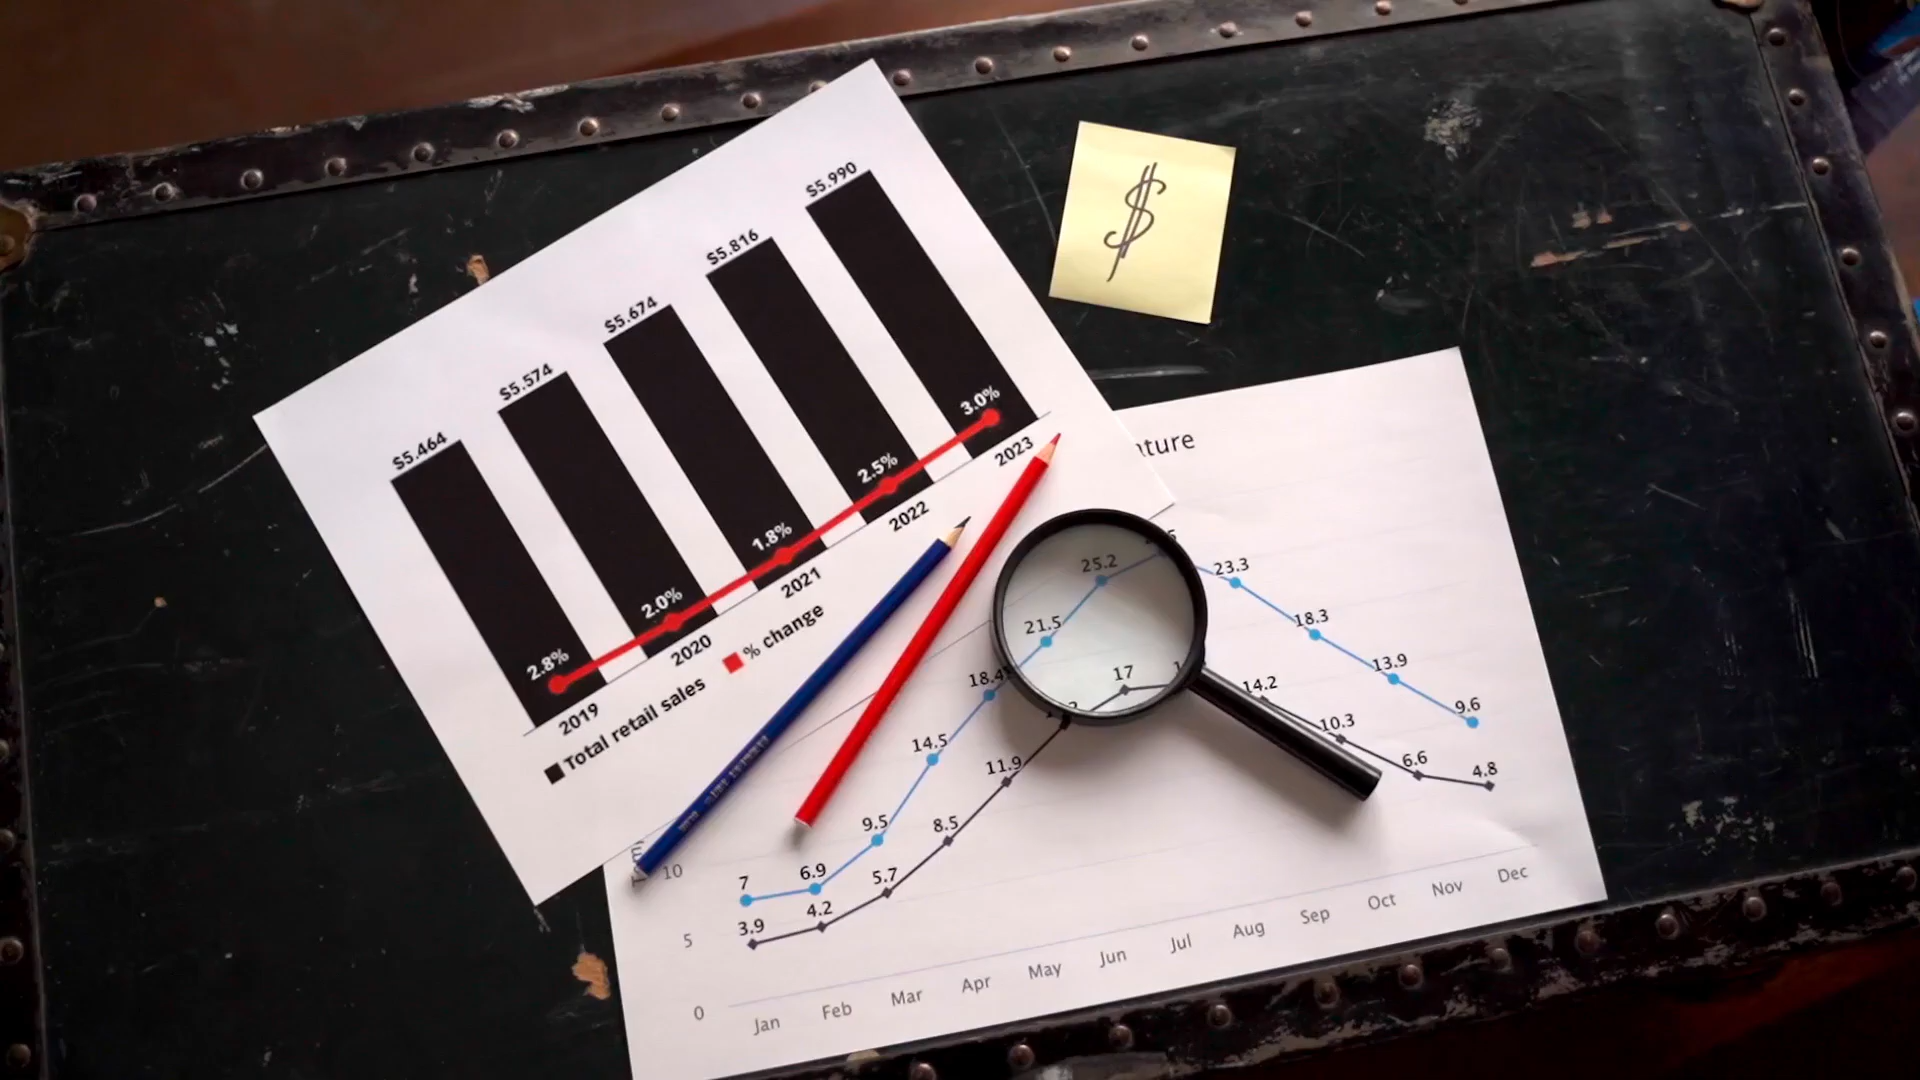 $5.464 $5.574 $5.674 $5.816 $5.990
2.8% 2.0% 1.8% 2.5% 3.0%
2019 2020 2021 2022 2023
Total retail sales % change
$
25.2 23.3
21.5 18.3
18.4 17 14.2 13.9
14.5 10.3 9.6
11.9 6.6 4.8
9.5 8.5
10 7 6.9 5.7
3.9 4.2
5
0
Jan Feb Mar Apr May Jun Jul Aug Sep Oct Nov Dec